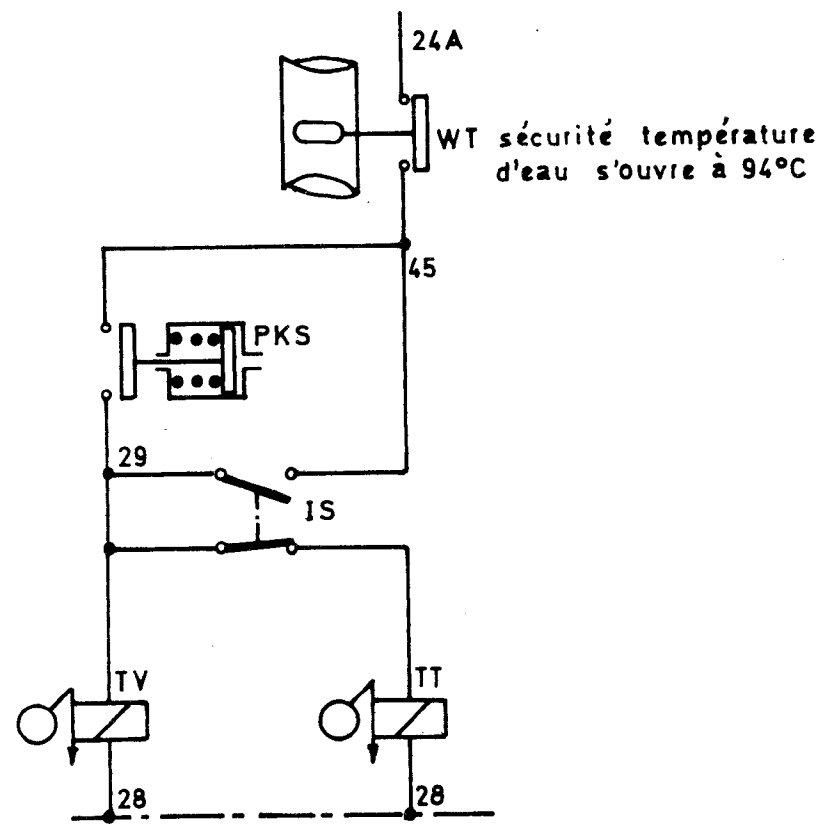 24A
WT sécurité température
d'eau s'ouvre à 94°C
45
PKS
29
IS
TV
TT
28
28